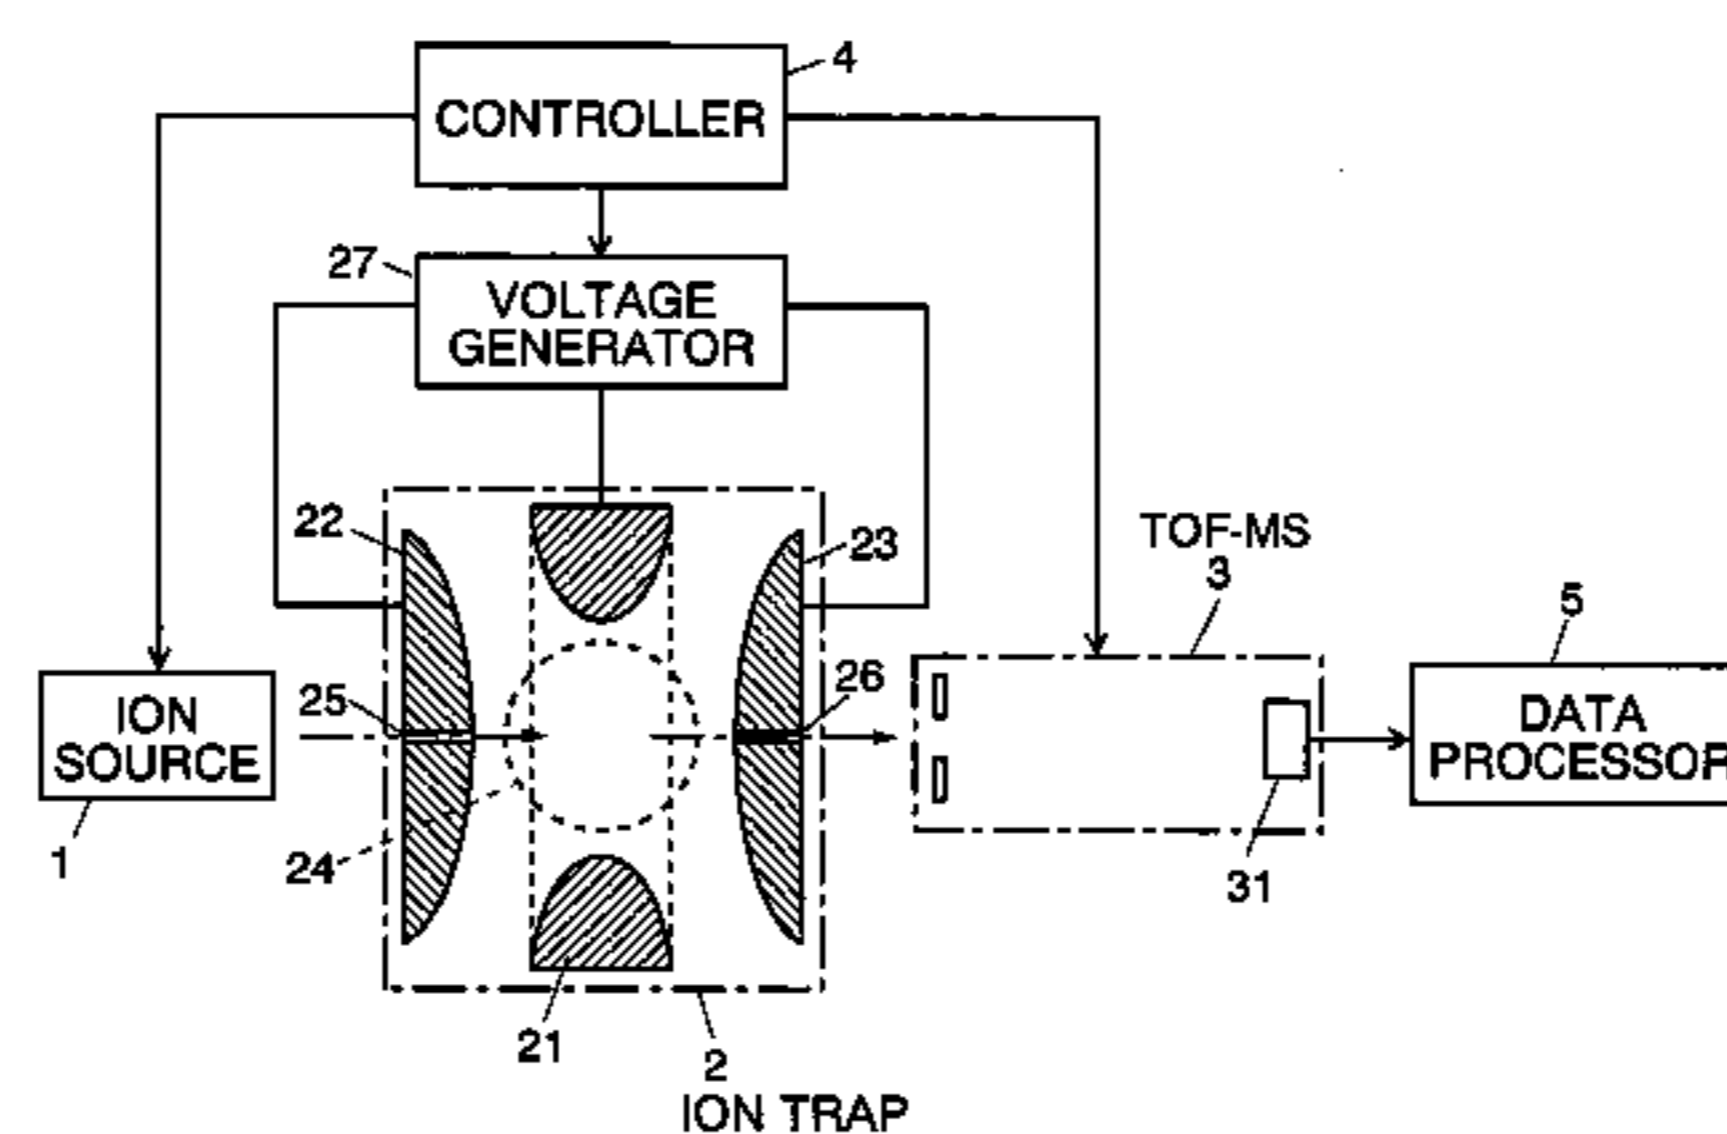 4
CONTROLLER
27
VOLTAGE
GENERATOR
22
23
TOF-MS
3
5
25
26
ION
SOURCE
DATA
PROCESSOR
1
24
31
21
2
ION TRAP